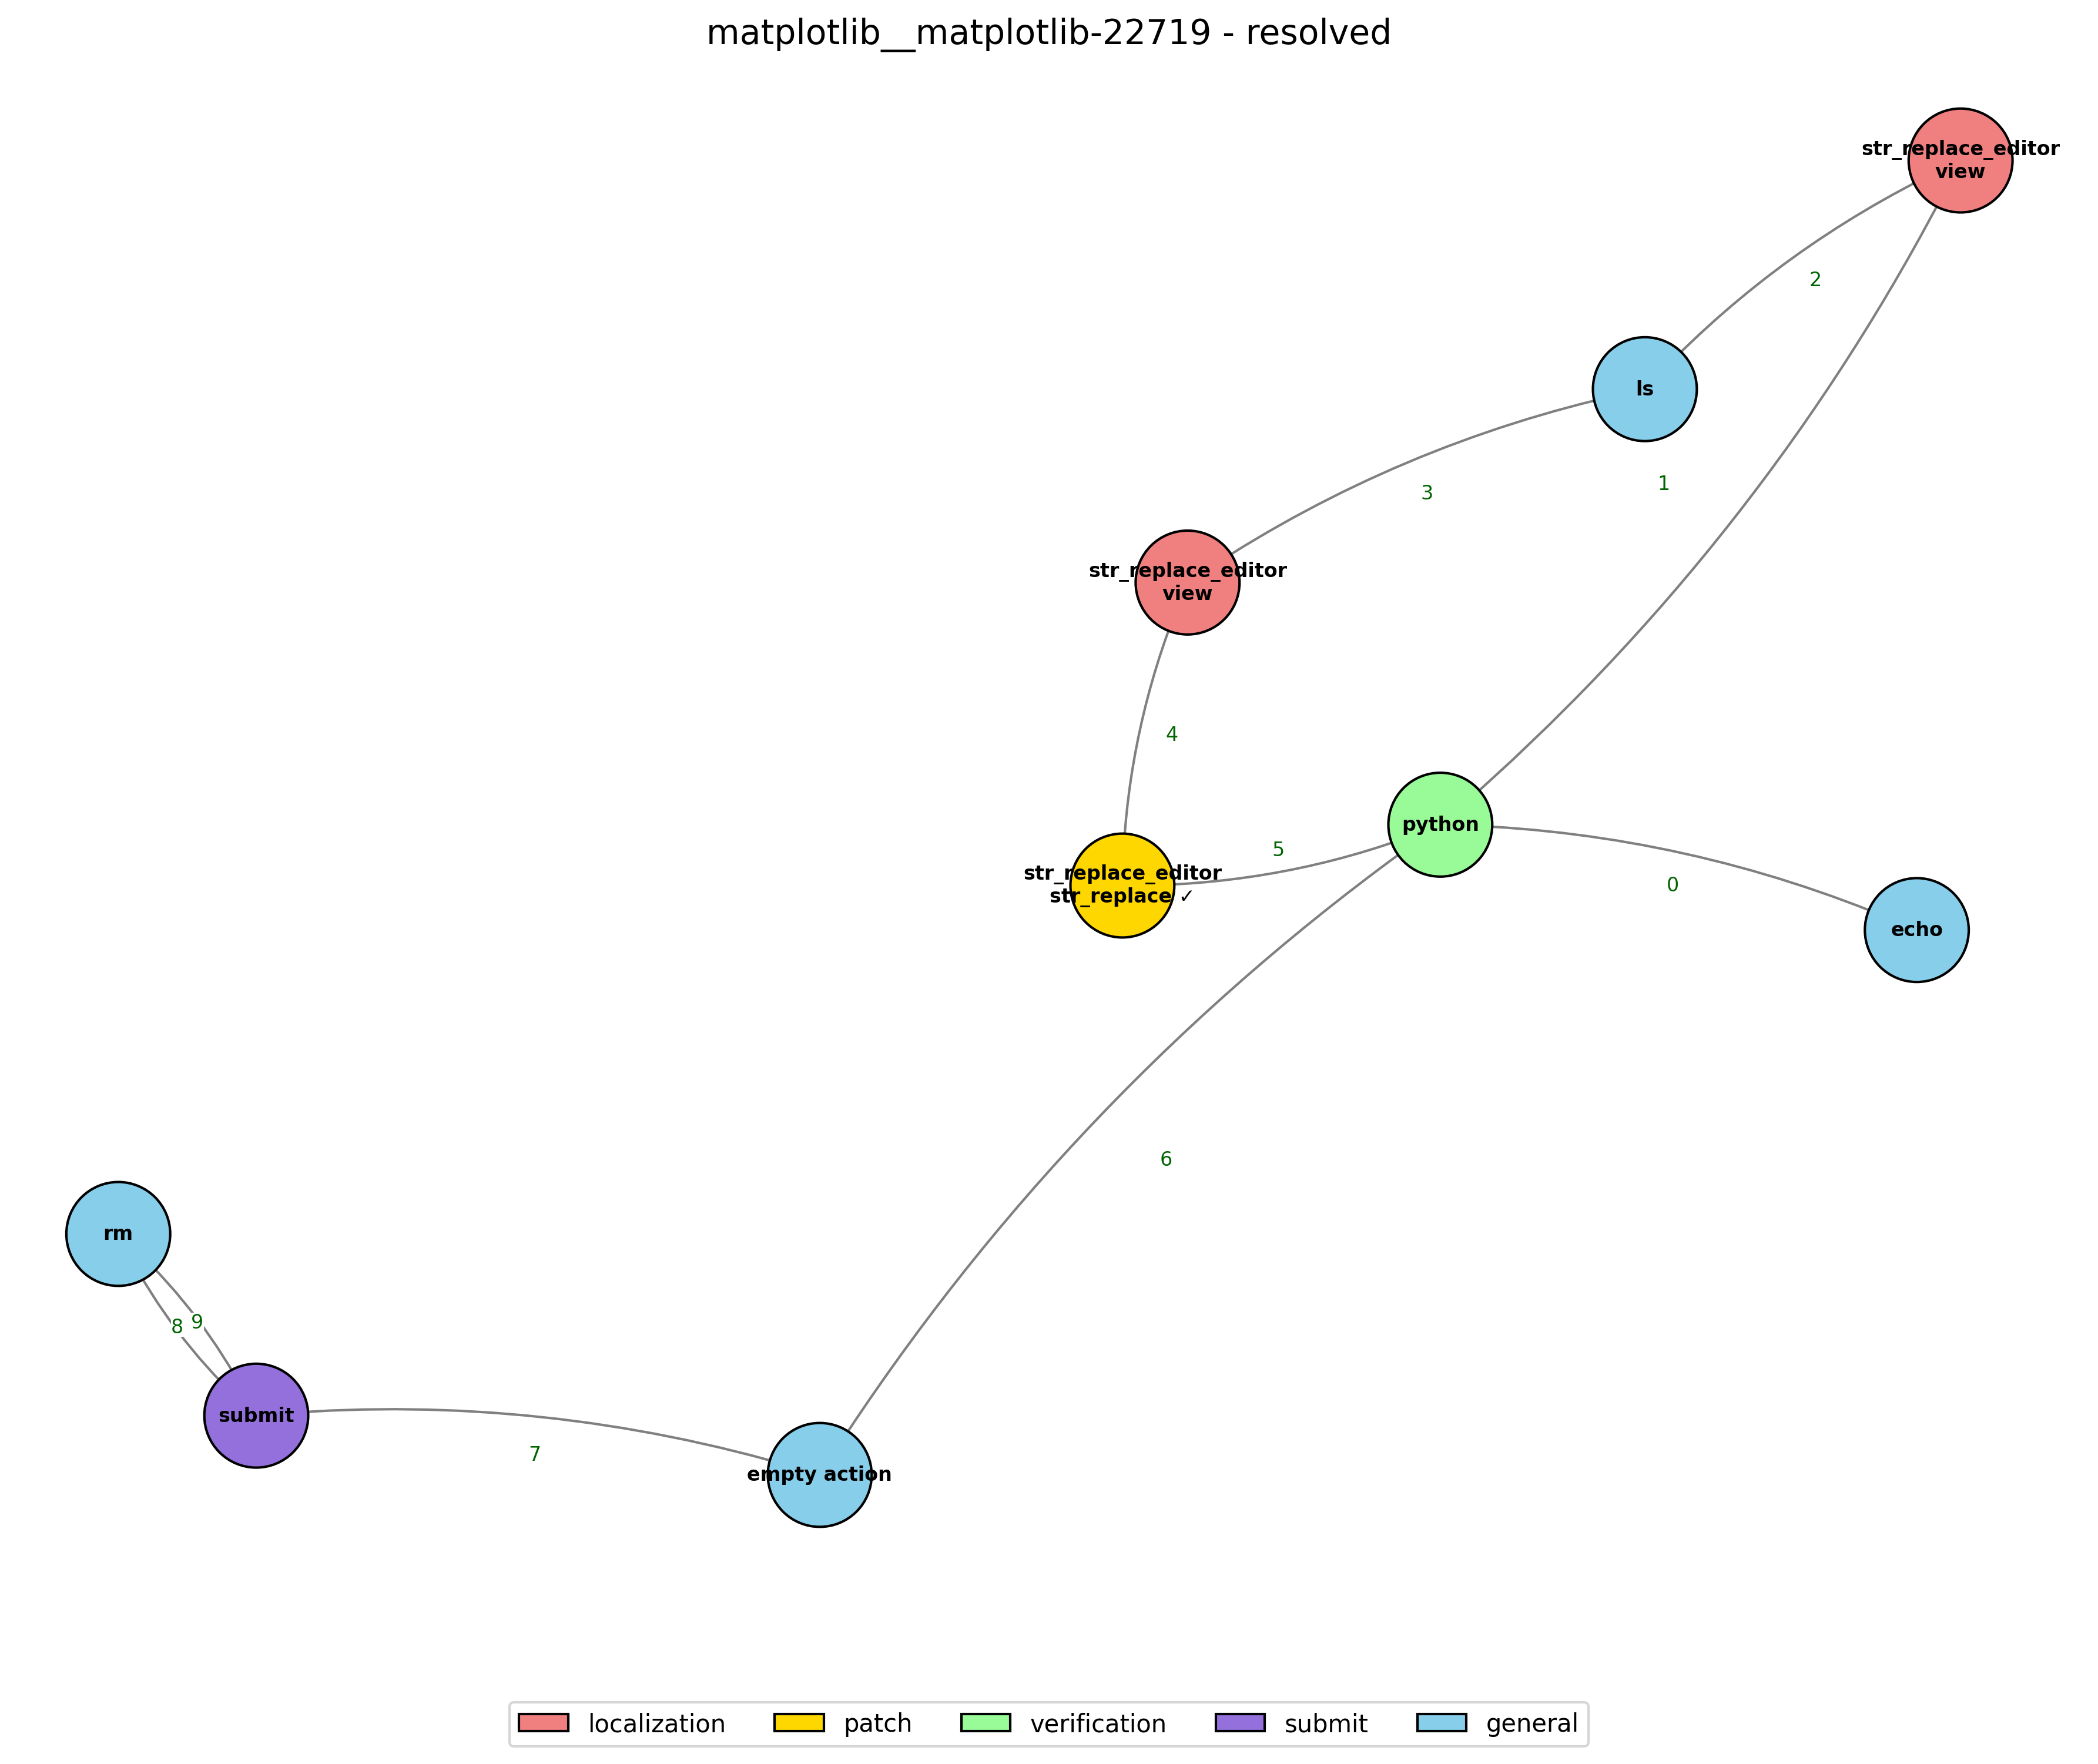 matplotlib__matplotlib-22719 - resolved
str_replace_editor
view
2
ls
1
3
str_replace_editor
view
4
python
5
str_replace_editor
str_replace ✓
0
echo
6
rm
8
9
submit
7
empty action
localization
patch
verification
submit
general